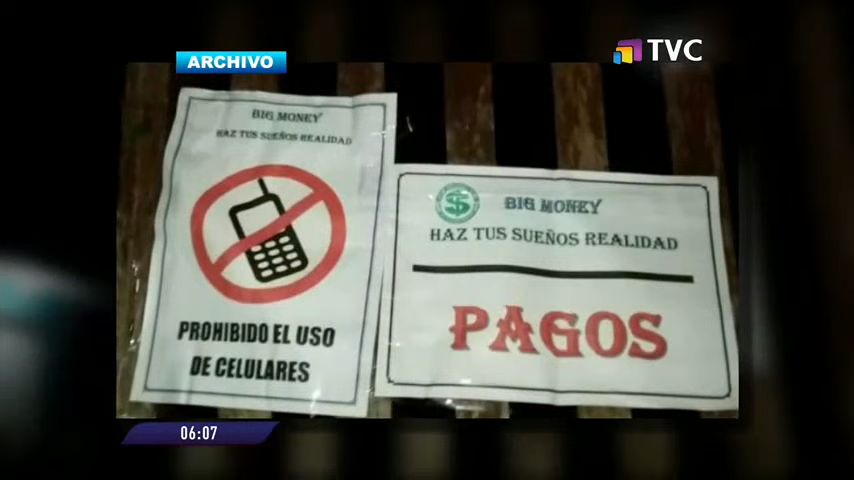 ARCHIVO
TVC
BIG MONEY
HAZ TUS SUEÑOS REALIDAD
PROHIBIDO EL USO
DE CELULARES
$
BIG MONEY
HAZ TUS SUEÑOS REALIDAD
PAGOS
06:07